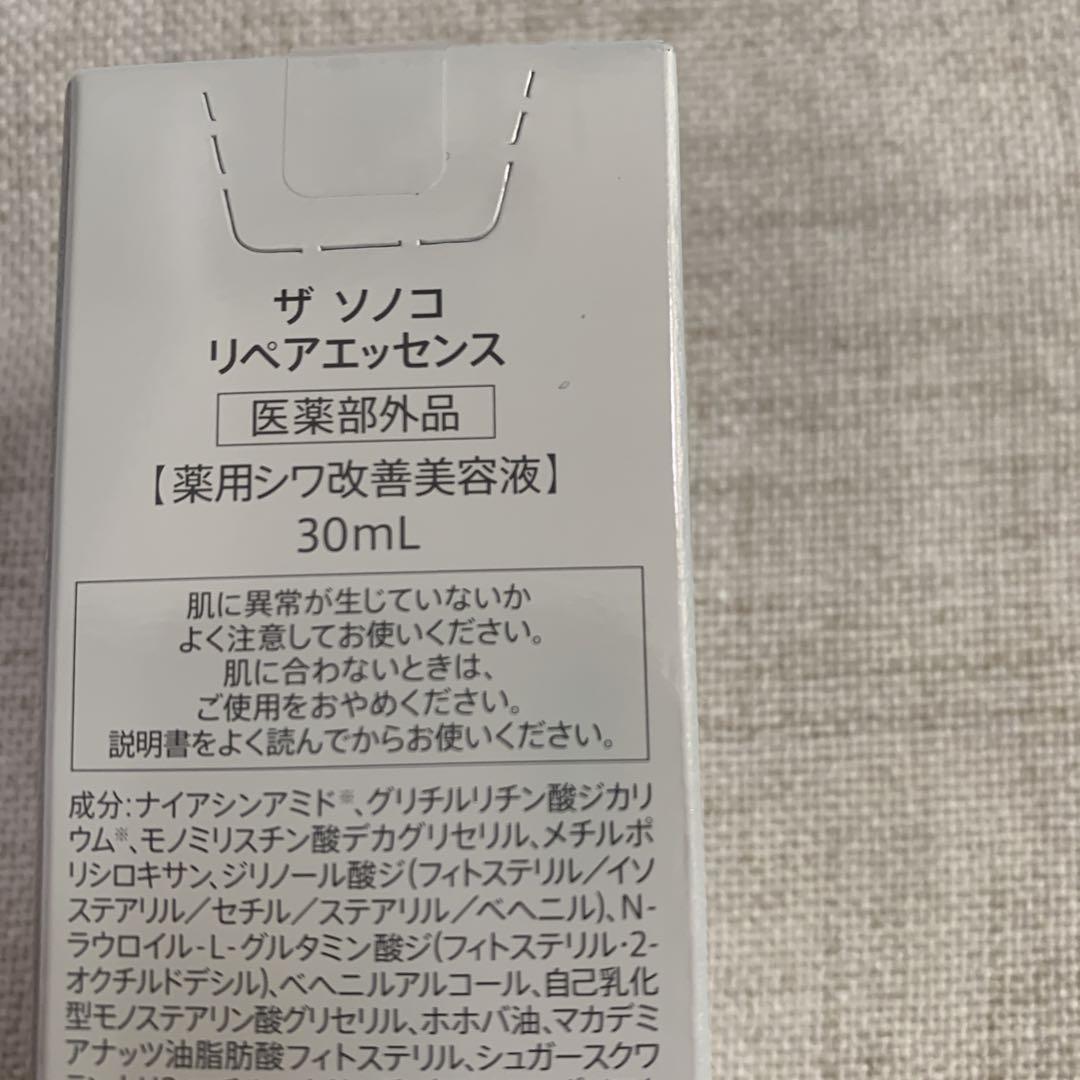 ザ ソノコ
リペアエッセンス
医薬部外品
【薬用シワ改善美容液】
30mL
肌に異常が生じていないか
よく注意してお使いください。
肌に合わないときは、
ご使用をおやめください。
説明書をよく読んでからお使いください。
成分:ナイアシンアミド※、グリチルリチン酸ジカリ
ウム※、モノミリスチン酸デカグリセリル、メチルポ
リシロキサン、ジリノール酸ジ(フィトステリル/イソ
ステアリル/セチル/ステアリル/ベヘニル)、N-
ラウロイル-L-グルタミン酸ジ(フィトステリル・2-
オクチルドデシル)、ベヘニルアルコール、自己乳化
型モノステアリン酸グリセリル、ホホバ油、マカデミ
アナッツ油脂肪酸フィトステリル、シュガースクワ